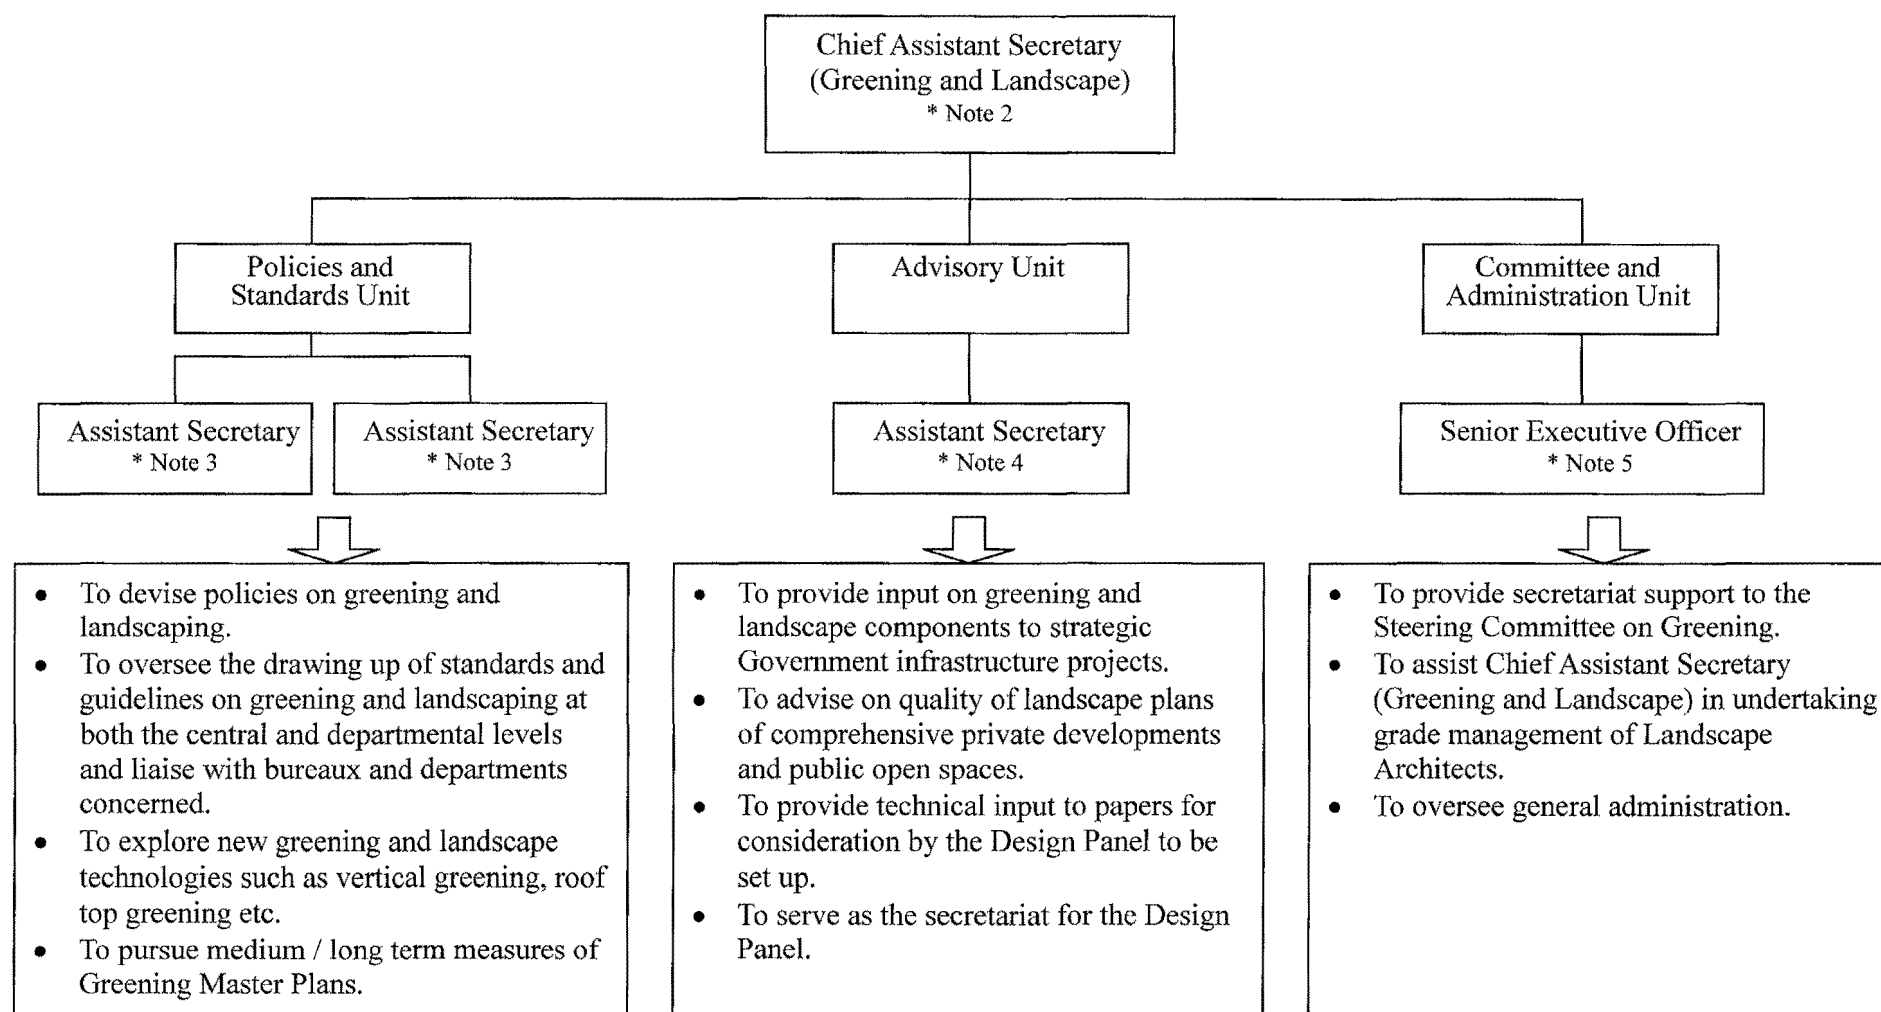 Chief Assistant Secretary
(Greening and Landscape)
* Note 2
Policies and
Standards Unit
Advisory Unit
Committee and
Administration Unit
Assistant Secretary
* Note 3
Assistant Secretary
* Note 3
Assistant Secretary
* Note 4
Senior Executive Officer
* Note 5
• To devise policies on greening and
landscaping.
• To oversee the drawing up of standards and
guidelines on greening and landscaping at
both the central and departmental levels
and liaise with bureaux and departments
concerned.
• To explore new greening and landscape
technologies such as vertical greening, roof
top greening etc.
• To pursue medium / long term measures of
Greening Master Plans.
• To provide input on greening and
landscape components to strategic
Government infrastructure projects.
• To advise on quality of landscape plans
of comprehensive private developments
and public open spaces.
• To provide technical input to papers for
consideration by the Design Panel to be
set up.
• To serve as the secretariat for the Design
Panel.
• To provide secretariat support to the
Steering Committee on Greening.
• To assist Chief Assistant Secretary
(Greening and Landscape) in undertaking
grade management of Landscape
Architects.
• To oversee general administration.